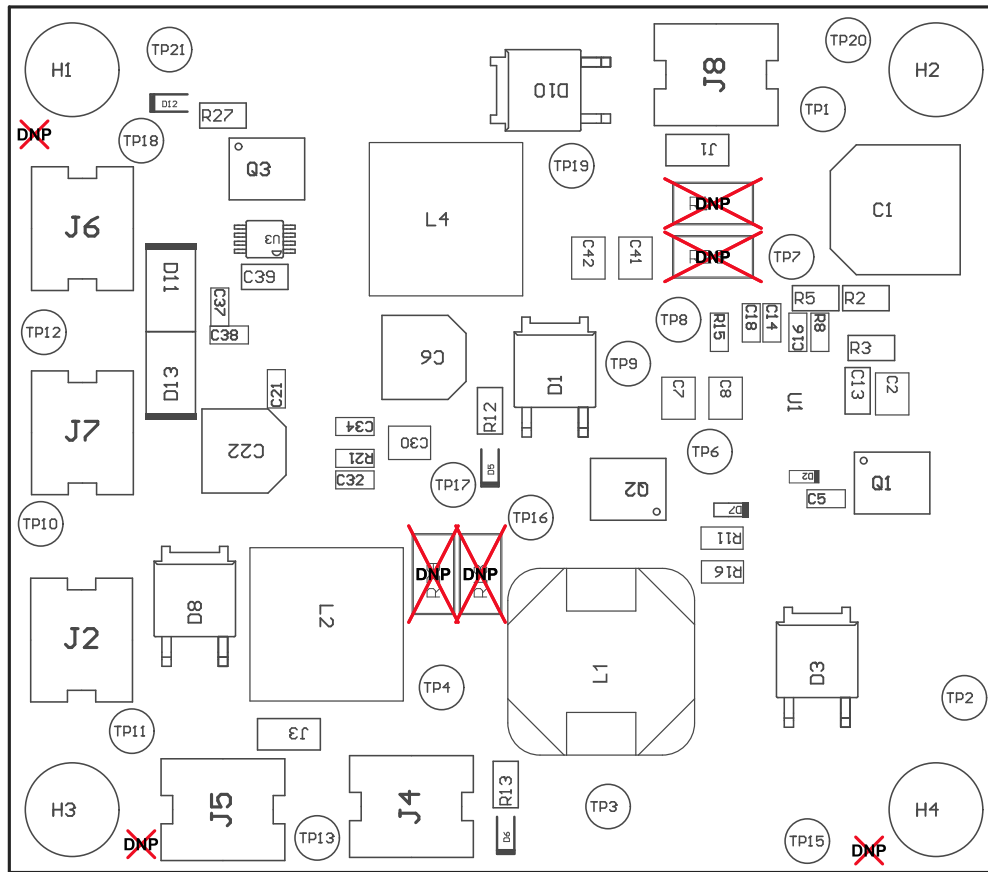 TP21
TP20
H1
H2
J8
D10
D12
R27
TP1
DNP
TP18
J1
TP19
Q3
DNP
L4
C1
J6
U3
C42
C41
DNP
TP7
D11
C39
C37
R5
R2
TP12
C38
TP8
R15
C18
C14
C16
R8
C6
R3
TP9
D13
C21
D1
C7
C8
U1
C13
C2
R12
J7
C22
C34
C30
TP6
R21
C32
D5
TP17
Q2
D2
Q1
C5
TP10
TP16
D7
R11
DNP
DNP
R16
D8
L2
J2
L1
D3
TP4
TP2
TP11
J3
R13
H3
J5
J4
TP3
H4
D6
DNP
TP13
TP15
DNP